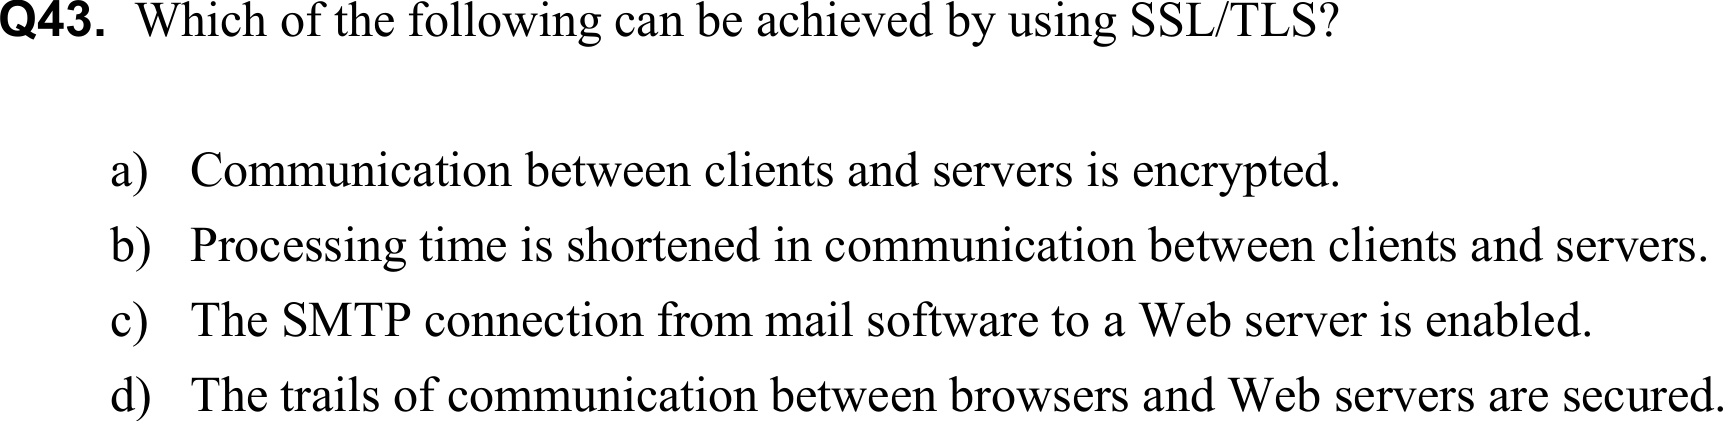 Q43. Which of the following can be achieved by using SSL/TLS?
a) Communication between clients and servers is encrypted.
b) Processing time is shortened in communication between clients and servers.
c) The SMTP connection from mail software to a Web server is enabled.
d) The trails of communication between browsers and Web servers are secured.